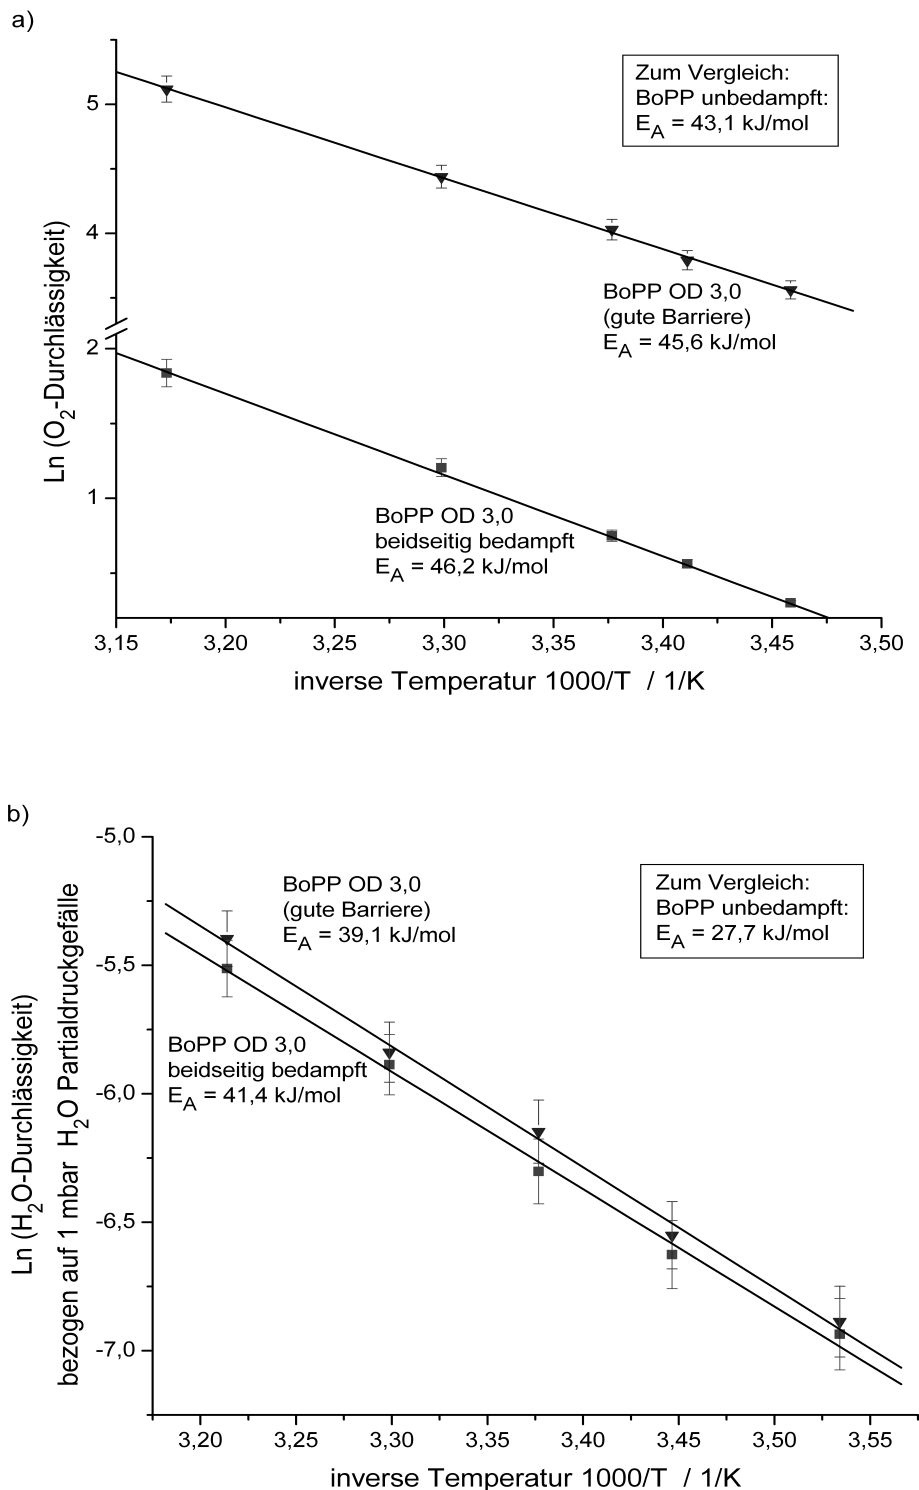 a)
Zum Vergleich:
BoPP unbedampft:
E_A = 43,1 kJ/mol
5
4
2
1
Ln (O₂-Durchlässigkeit)
BoPP OD 3,0
(gute Barriere)
E_A = 45,6 kJ/mol
BoPP OD 3,0
beidseitig bedampft
E_A = 46,2 kJ/mol
3,15 3,20 3,25 3,30 3,35 3,40 3,45 3,50
inverse Temperatur 1000/T / 1/K
b)
-5,0
-5,5
-6,0
-6,5
-7,0
Ln (H₂O-Durchlässigkeit)
bezogen auf 1 mbar H₂O Partialdruckgefälle
BoPP OD 3,0
(gute Barriere)
E_A = 39,1 kJ/mol
Zum Vergleich:
BoPP unbedampft:
E_A = 27,7 kJ/mol
BoPP OD 3,0
beidseitig bedampft
E_A = 41,4 kJ/mol
3,20 3,25 3,30 3,35 3,40 3,45 3,50 3,55
inverse Temperatur 1000/T / 1/K